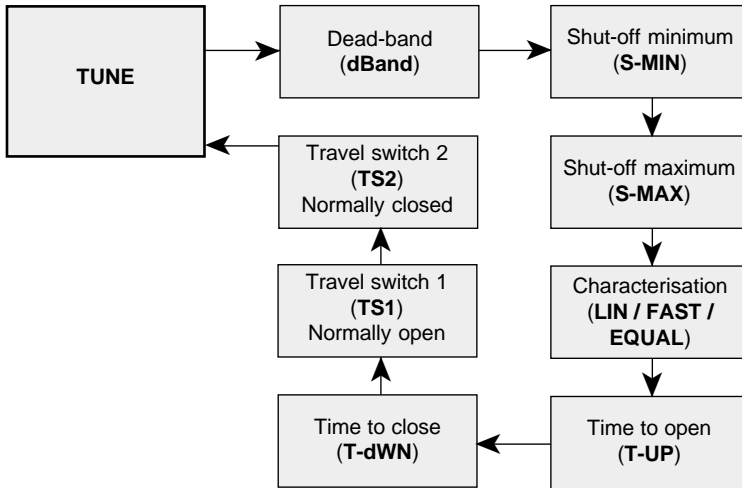 TUNE
Dead-band
(dBand)
Shut-off minimum
(S-MIN)
Shut-off maximum
(S-MAX)
Characterisation
(LIN / FAST /
EQUAL)
Time to open
(T-UP)
Time to close
(T-dWN)
Travel switch 1
(TS1)
Normally open
Travel switch 2
(TS2)
Normally closed